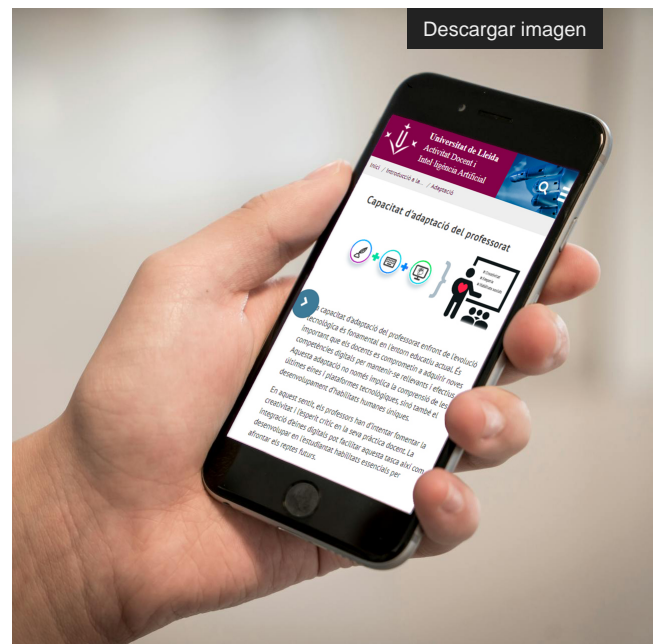 Descargar imagen
Universitat de Lleida
Activitat Docent i
Intel·ligència Artificial
Inici / Introducció a la... / Adaptació
Capacitat d'adaptació del professorat
capacitat d'adaptació del professorat enfront de l'evolució
tecnològica és fonamental en l'entorn educatiu actual. És
important que els docents es comprometin a adquirir noves
competències digitals per mantenir-se rellevants i efectius.
Aquesta adaptació no només implica la comprensió de les
últimes eines i plataformes tecnològiques, sinó també el
desenvolupament d'habilitats humanes úniques.
En aquest sentit, els professors han d'intentar fomentar la
creativitat i l'esperit crític en la seva pràctica docent. La
integració d'eines digitals pot facilitar aquesta tasca així com
desenvolupar en l'estudiantat habilitats essencials per
afrontar els reptes futurs.